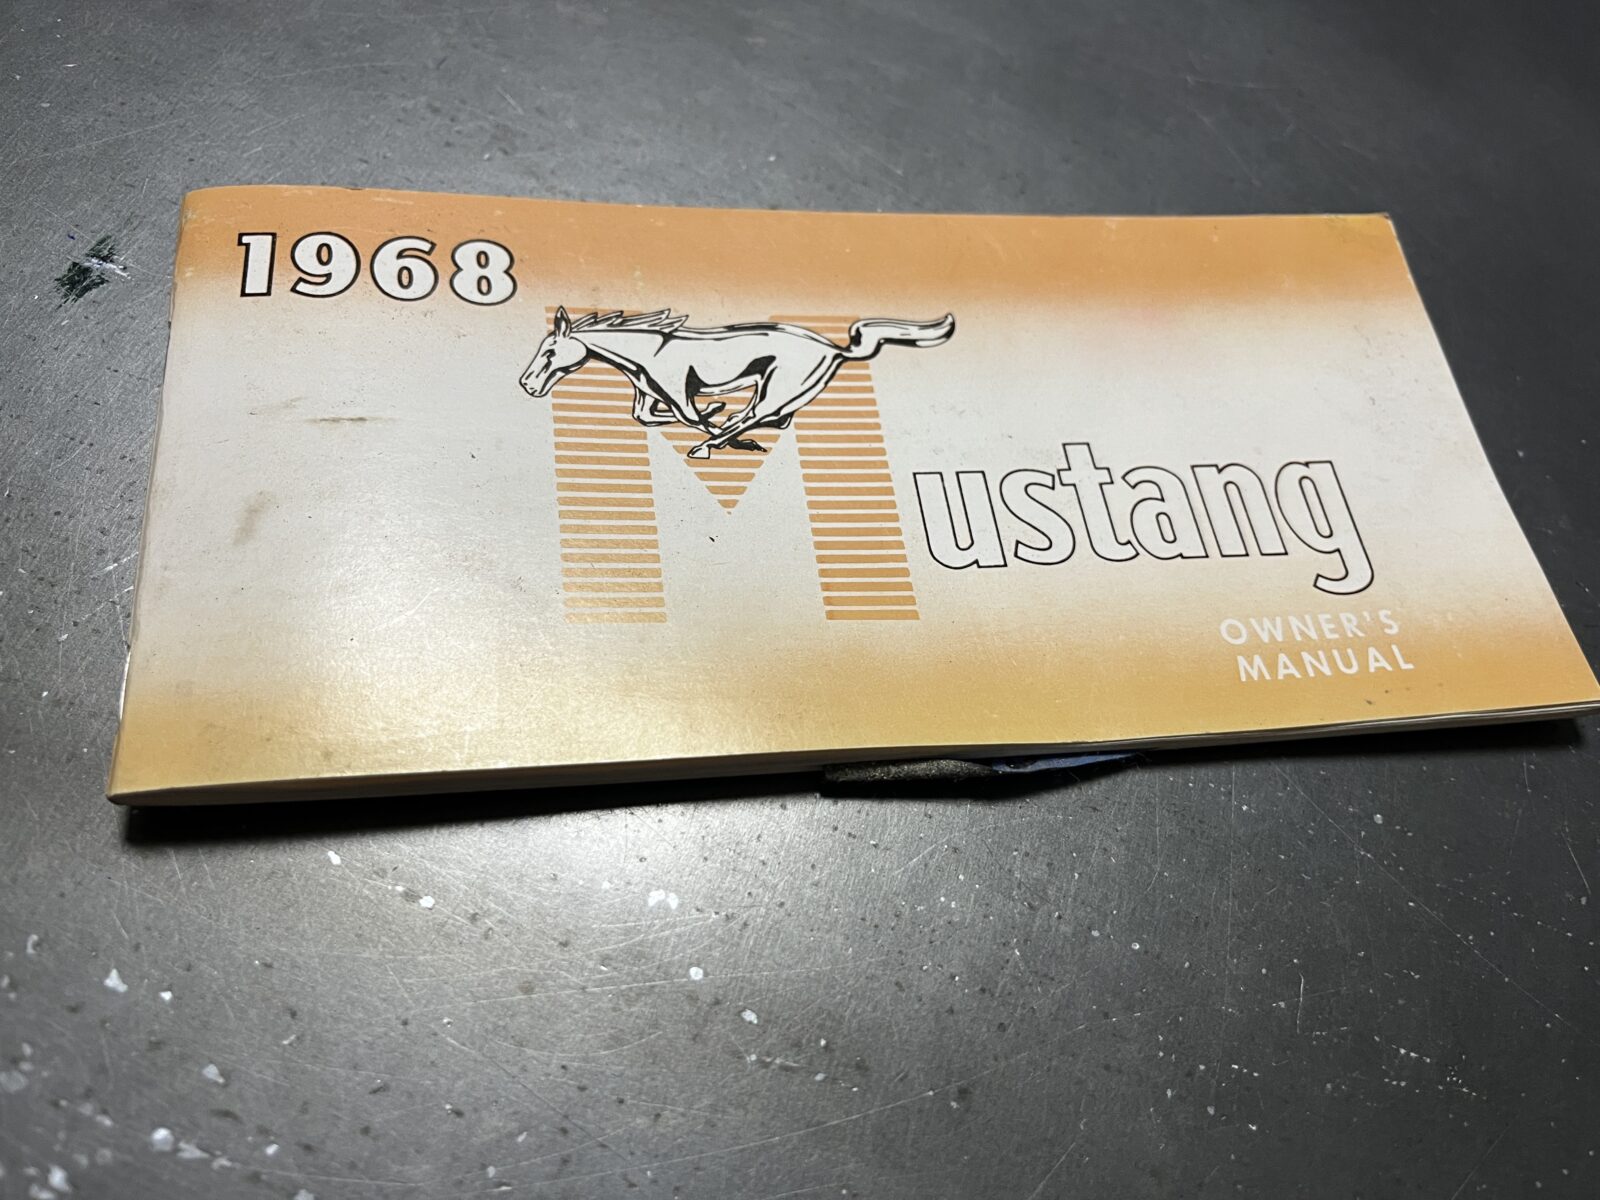 1968
Mustang
OWNER'S
MANUAL